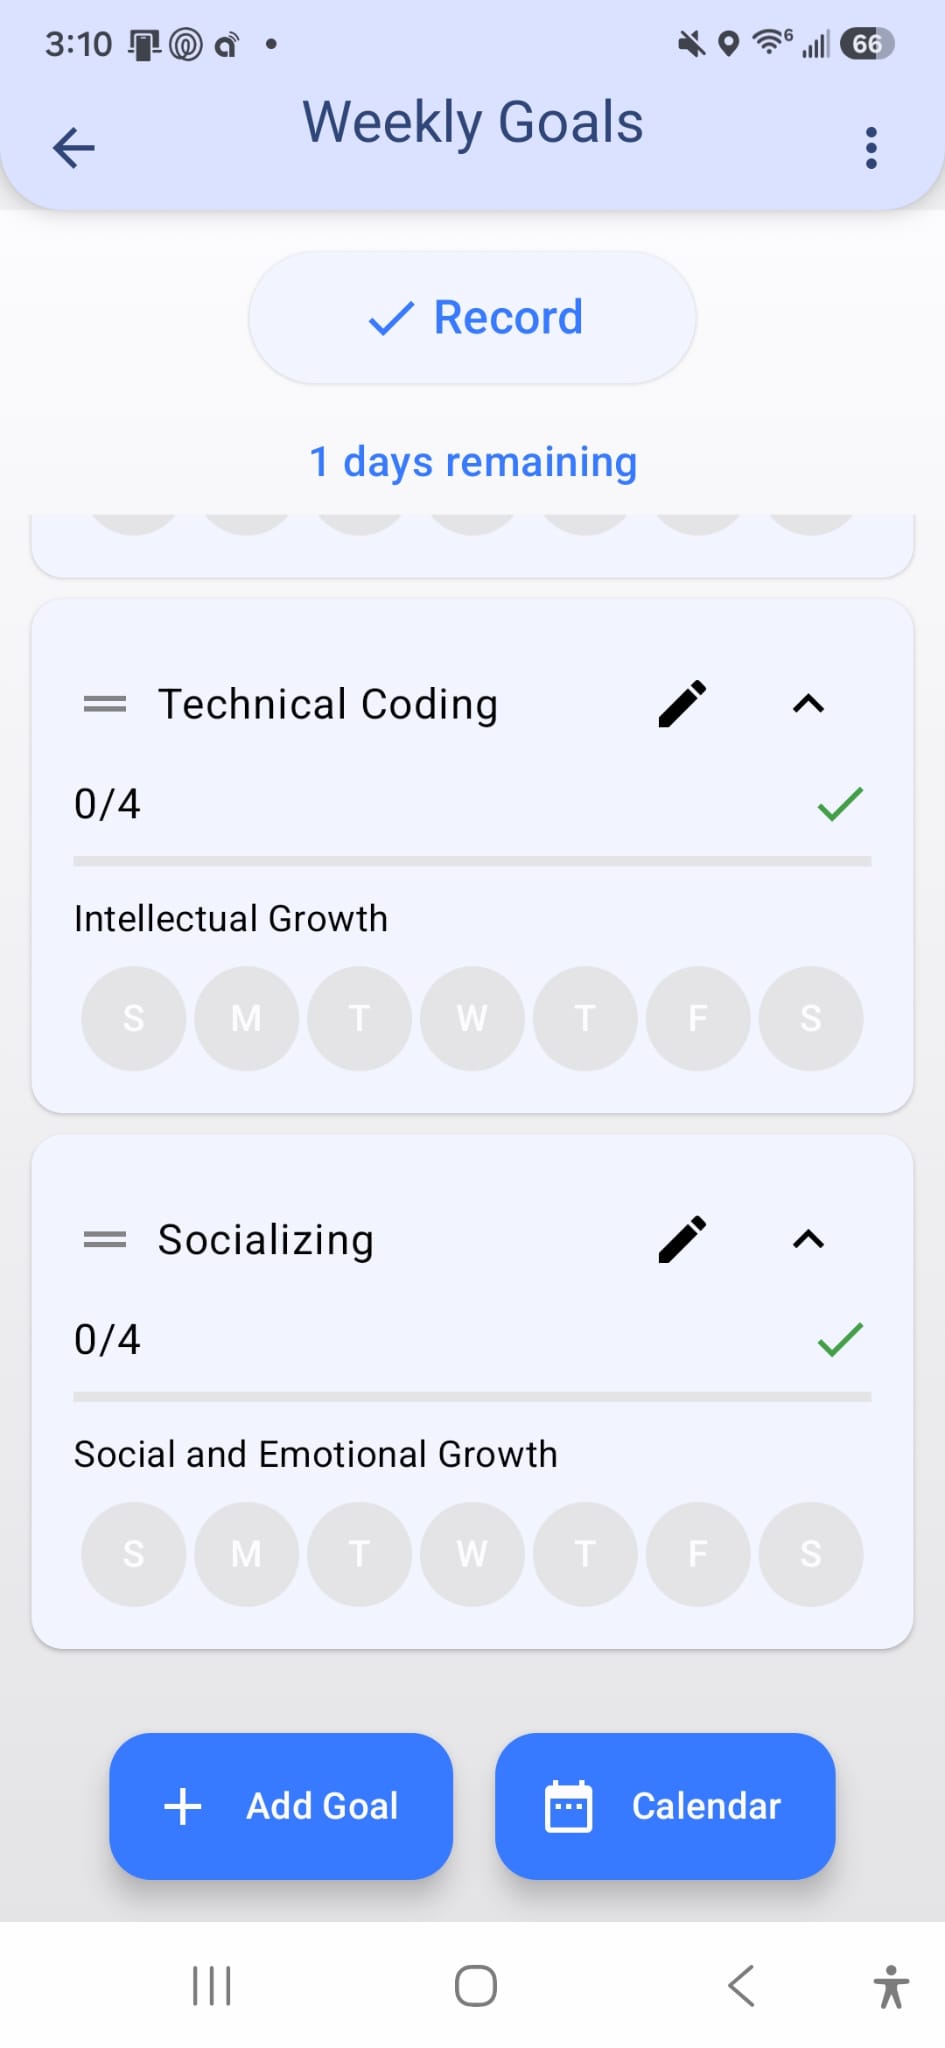 3:10
6
66
Weekly Goals
Record
1 days remaining
Technical Coding
0/4
Intellectual Growth
S M T W T F S
Socializing
0/4
Social and Emotional Growth
S M T W T F S
Add Goal
Calendar